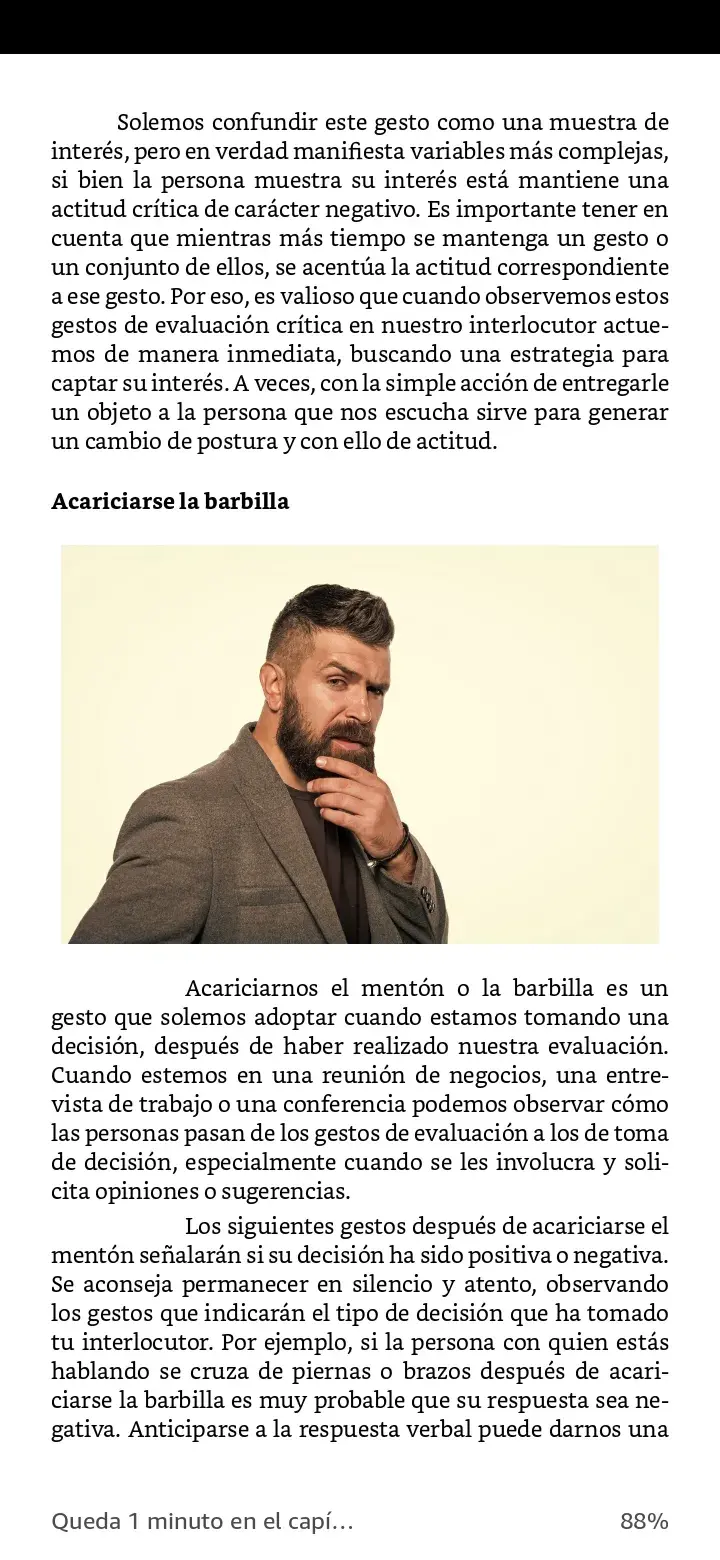 Solemos confundir este gesto como una muestra de
interés, pero en verdad manifiesta variables más complejas,
si bien la persona muestra su interés está mantiene una
actitud crítica de carácter negativo. Es importante tener en
cuenta que mientras más tiempo se mantenga un gesto o
un conjunto de ellos, se acentúa la actitud correspondiente
a ese gesto. Por eso, es valioso que cuando observemos estos
gestos de evaluación crítica en nuestro interlocutor actue-
mos de manera inmediata, buscando una estrategia para
captar su interés. A veces, con la simple acción de entregarle
un objeto a la persona que nos escucha sirve para generar
un cambio de postura y con ello de actitud.
Acariciarse la barbilla
Acariciarnos el mentón o la barbilla es un
gesto que solemos adoptar cuando estamos tomando una
decisión, después de haber realizado nuestra evaluación.
Cuando estemos en una reunión de negocios, una entre-
vista de trabajo o una conferencia podemos observar cómo
las personas pasan de los gestos de evaluación a los de toma
de decisión, especialmente cuando se les involucra y soli-
cita opiniones o sugerencias.
Los siguientes gestos después de acariciarse el
mentón señalarán si su decisión ha sido positiva o negativa.
Se aconseja permanecer en silencio y atento, observando
los gestos que indicarán el tipo de decisión que ha tomado
tu interlocutor. Por ejemplo, si la persona con quien estás
hablando se cruza de piernas o brazos después de acari-
ciarse la barbilla es muy probable que su respuesta sea ne-
gativa. Anticiparse a la respuesta verbal puede darnos una
Queda 1 minuto en el capí…
88%